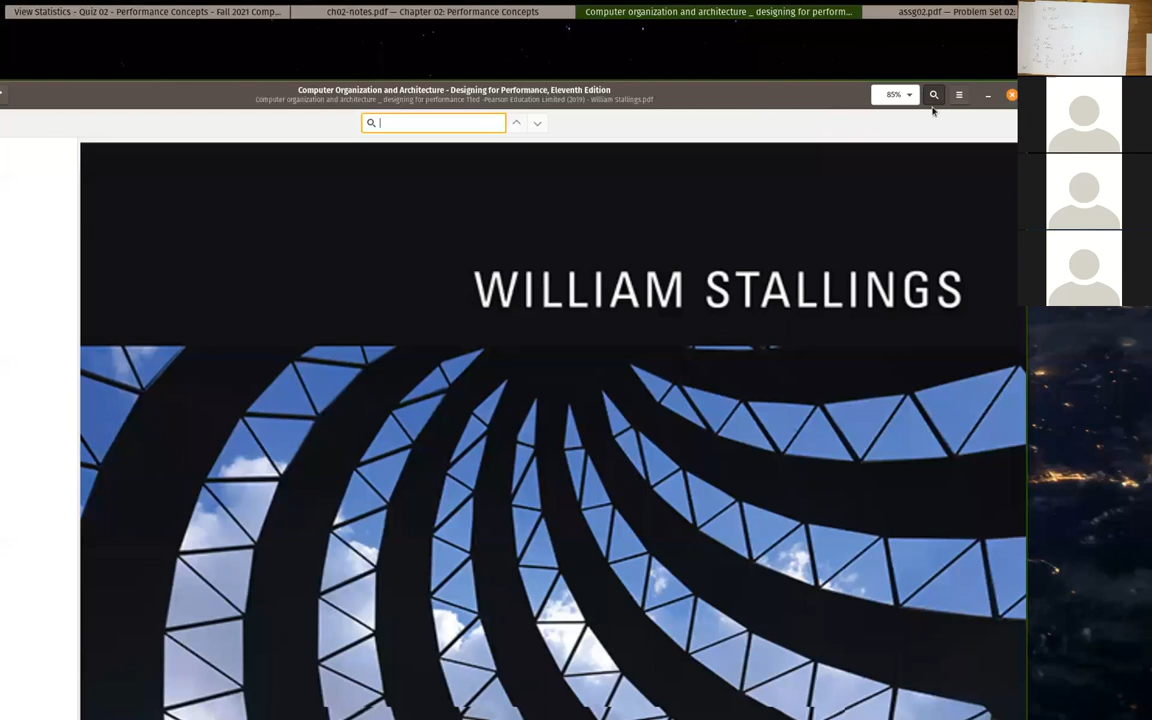 View Statistics - Quiz 02 - Performance Concepts - Fall 2021 Comp...
ch02-notes.pdf — Chapter 02: Performance Concepts
Computer organization and architecture _ designing for perform...
assg02.pdf — Problem Set 02:
Computer Organization and Architecture - Designing for Performance, Eleventh Edition
Computer organization and architecture _ designing for performance 11ed -Pearson Education Limited (2019) - William Stallings.pdf
85%
WILLIAM STALLINGS